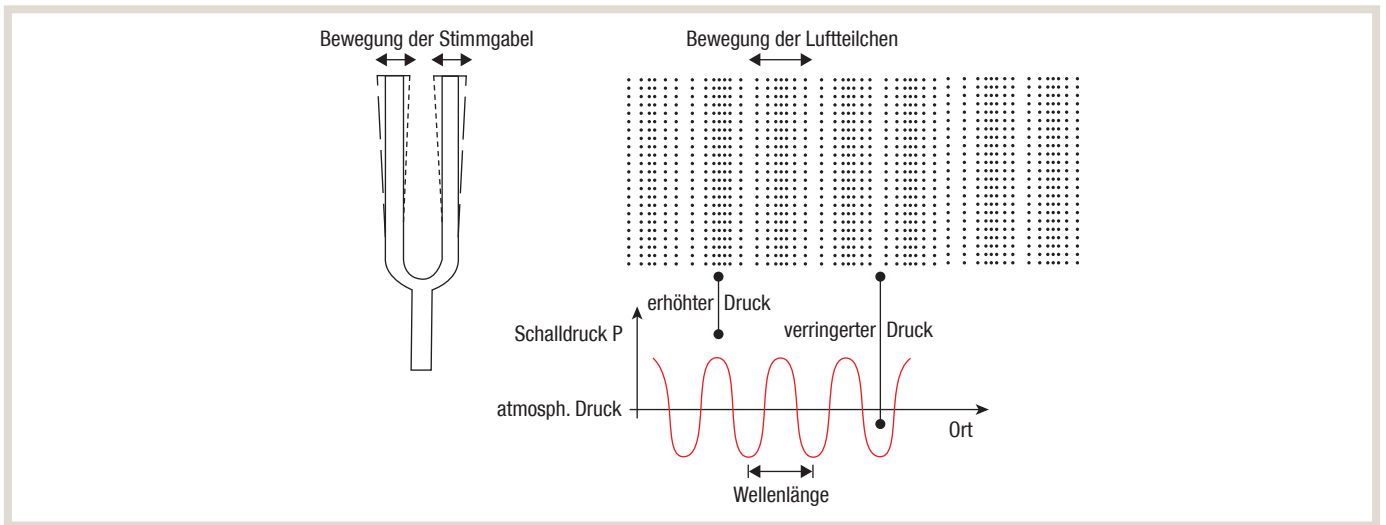 Bewegung der Stimmgabel
Bewegung der Luftteilchen
erhöhter Druck
Schalldruck P
verringerter Druck
atmosph. Druck
Ort
Wellenlänge